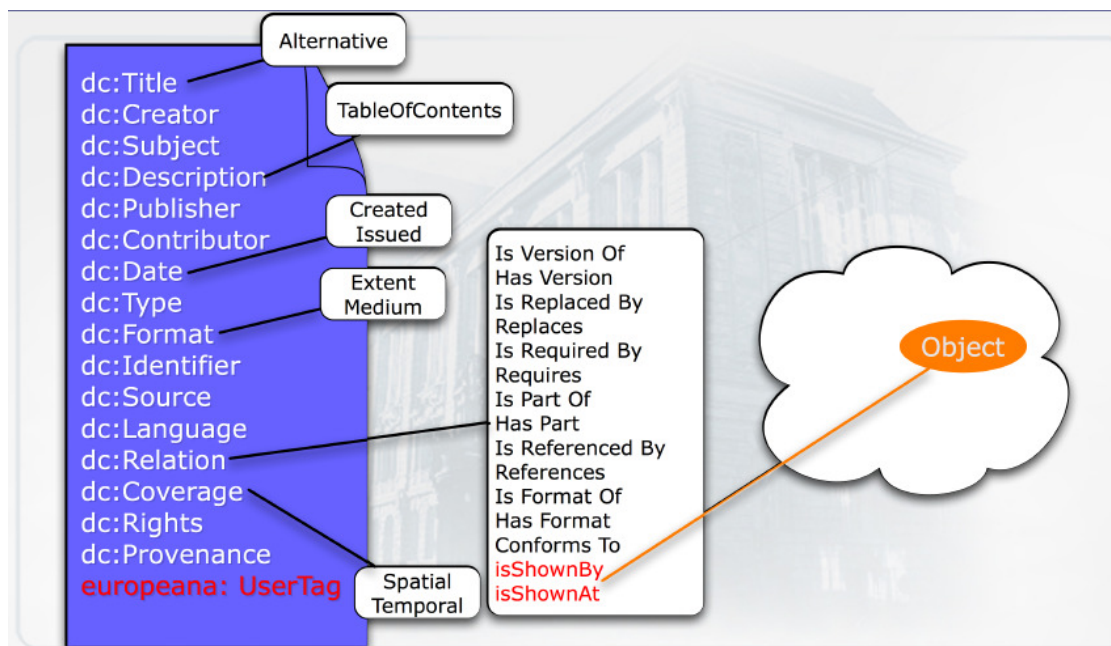 Alternative
dc:Title
dc:Creator
dc:Subject
dc:Description
dc:Publisher
dc:Contributor
dc:Date
dc:Type
dc:Format
dc:Identifier
dc:Source
dc:Language
dc:Relation
dc:Coverage
dc:Rights
dc:Provenance
europeana: UserTag
TableOfContents
Created
Issued
Extent
Medium
Spatial
Temporal
Is Version Of
Has Version
Is Replaced By
Replaces
Is Required By
Requires
Is Part Of
Has Part
Is Referenced By
References
Is Format Of
Has Format
Conforms To
isShownBy
isShownAt
Object